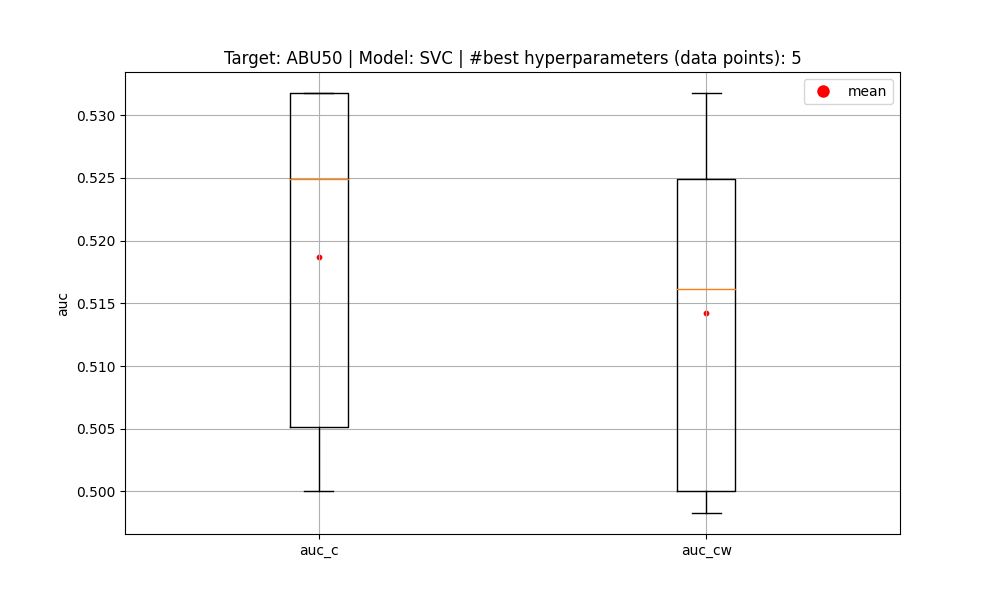 Target: ABU50 | Model: SVC | #best hyperparameters (data points): 5
mean
0.530
0.525
0.520
0.515
0.510
0.505
0.500
auc
auc_c
auc_cw